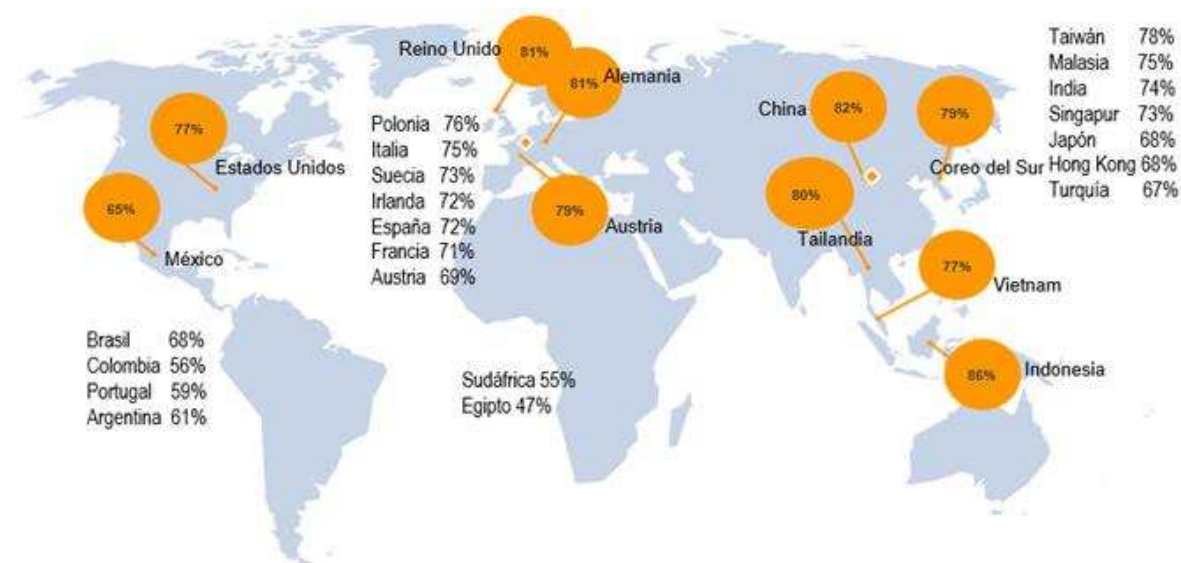 Reino Unido 81%
81% Alemania
77%
Estados Unidos
65%
México
Polonia 76%
Italia 75%
Suecia 73%
Irlanda 72%
España 72%
Francia 71%
Austria 69%
79%
Austria
China 82%
79%
Coreo del Sur
80%
Tailandia
77%
Vietnam
86%
Indonesia
Taiwán 78%
Malasia 75%
India 74%
Singapur 73%
Japón 68%
Hong Kong 68%
Turquía 67%
Brasil 68%
Colombia 56%
Portugal 59%
Argentina 61%
Sudáfrica 55%
Egipto 47%